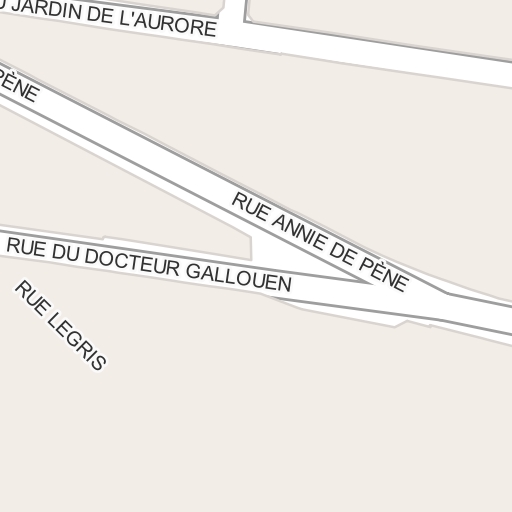 JARDIN DE L'AURORE
PÈNE
RUE ANNIE DE PÈNE
RUE DU DOCTEUR GALLOUEN
RUE LEGRIS